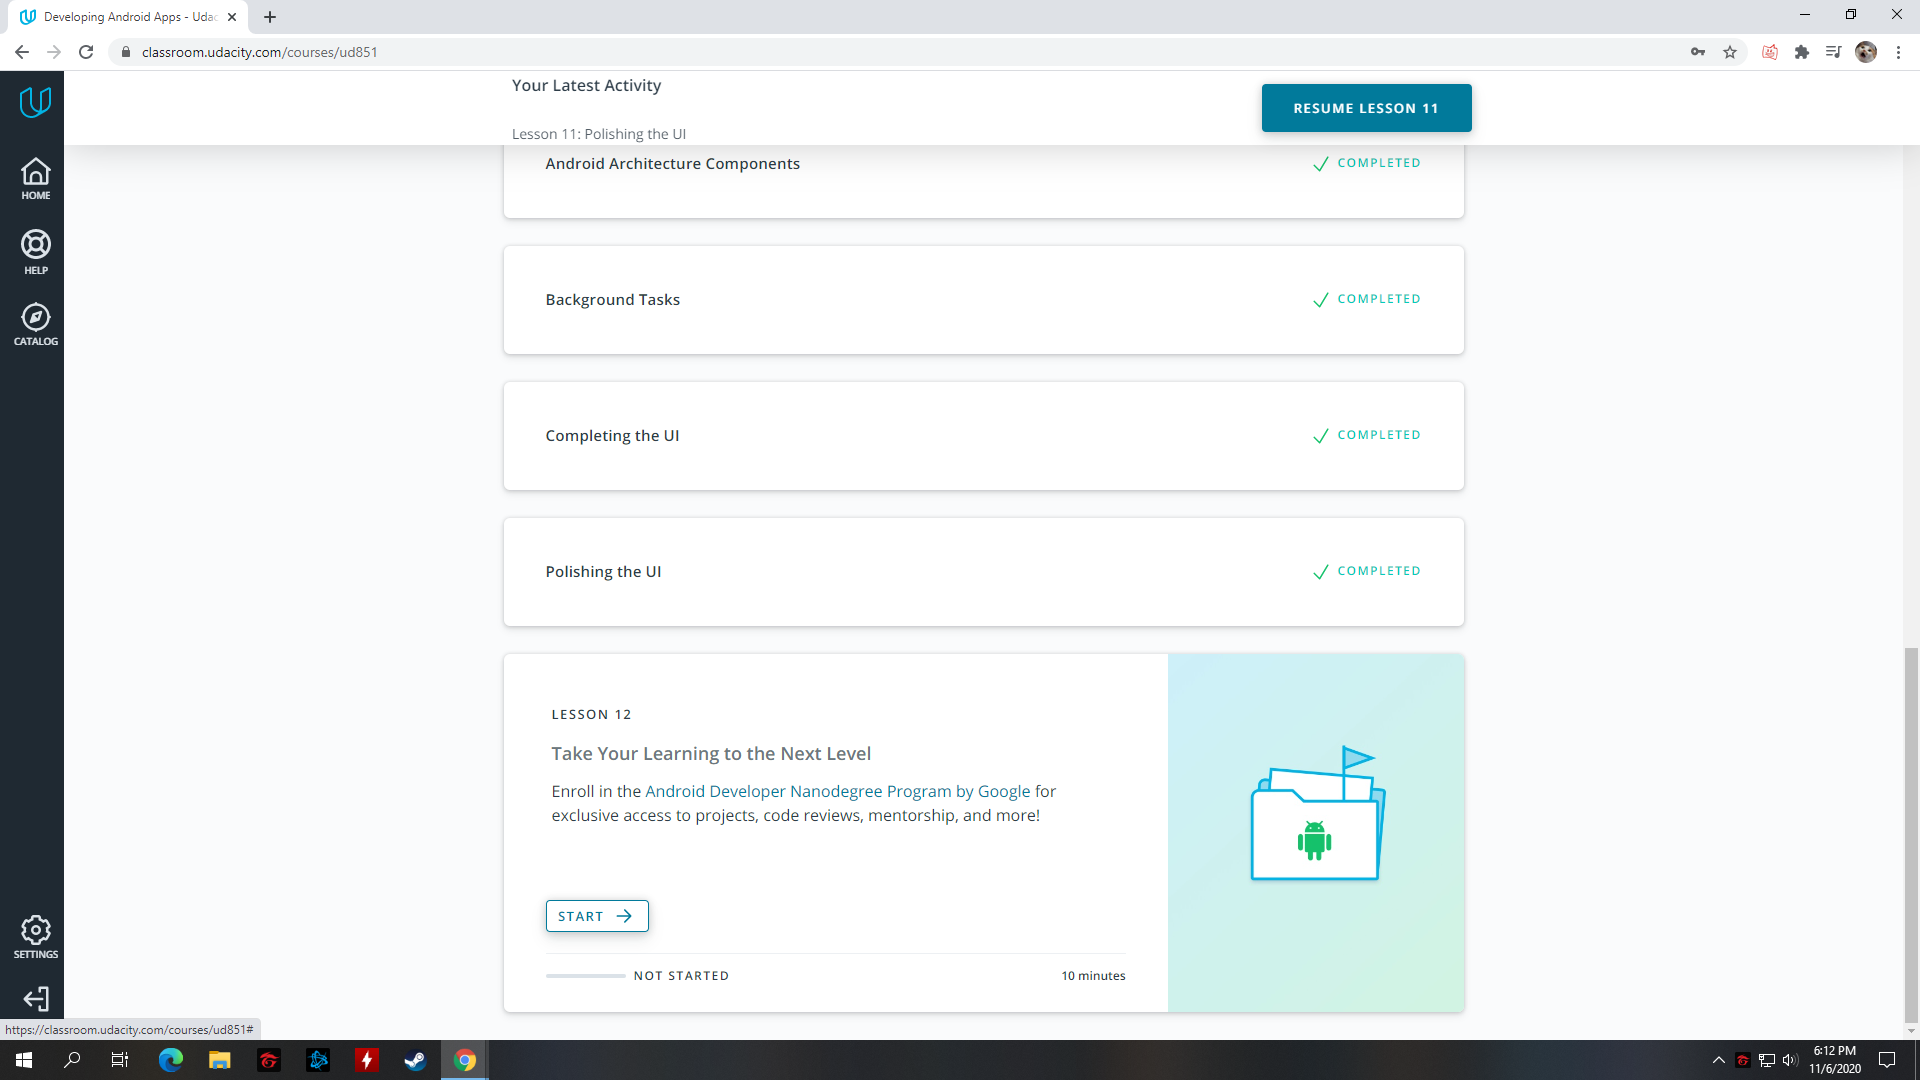 Developing Android Apps - Udac
classroom.udacity.com/courses/ud851
Your Latest Activity
Lesson 11: Polishing the UI
RESUME LESSON 11
HOME
HELP
CATALOG
SETTINGS
Android Architecture Components
COMPLETED
Background Tasks
COMPLETED
Completing the UI
COMPLETED
Polishing the UI
COMPLETED
LESSON 12
Take Your Learning to the Next Level
Enroll in the Android Developer Nanodegree Program by Google for
exclusive access to projects, code reviews, mentorship, and more!
START
NOT STARTED
10 minutes
https://classroom.udacity.com/courses/ud851#
6:12 PM
11/6/2020